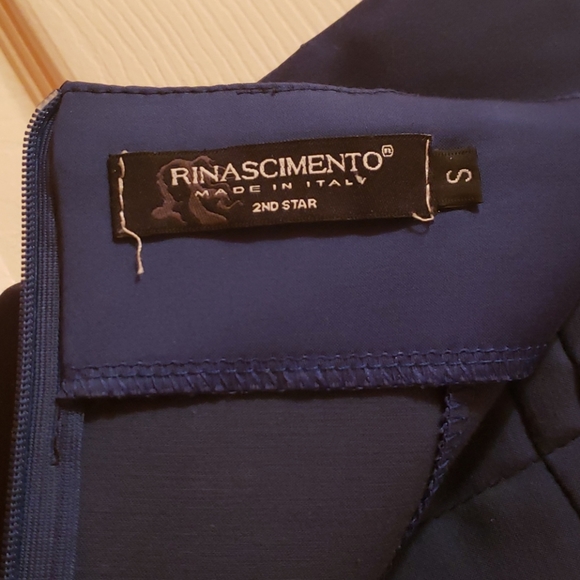 RINASCIMENTO®
MADE IN ITALY
2ND STAR
S